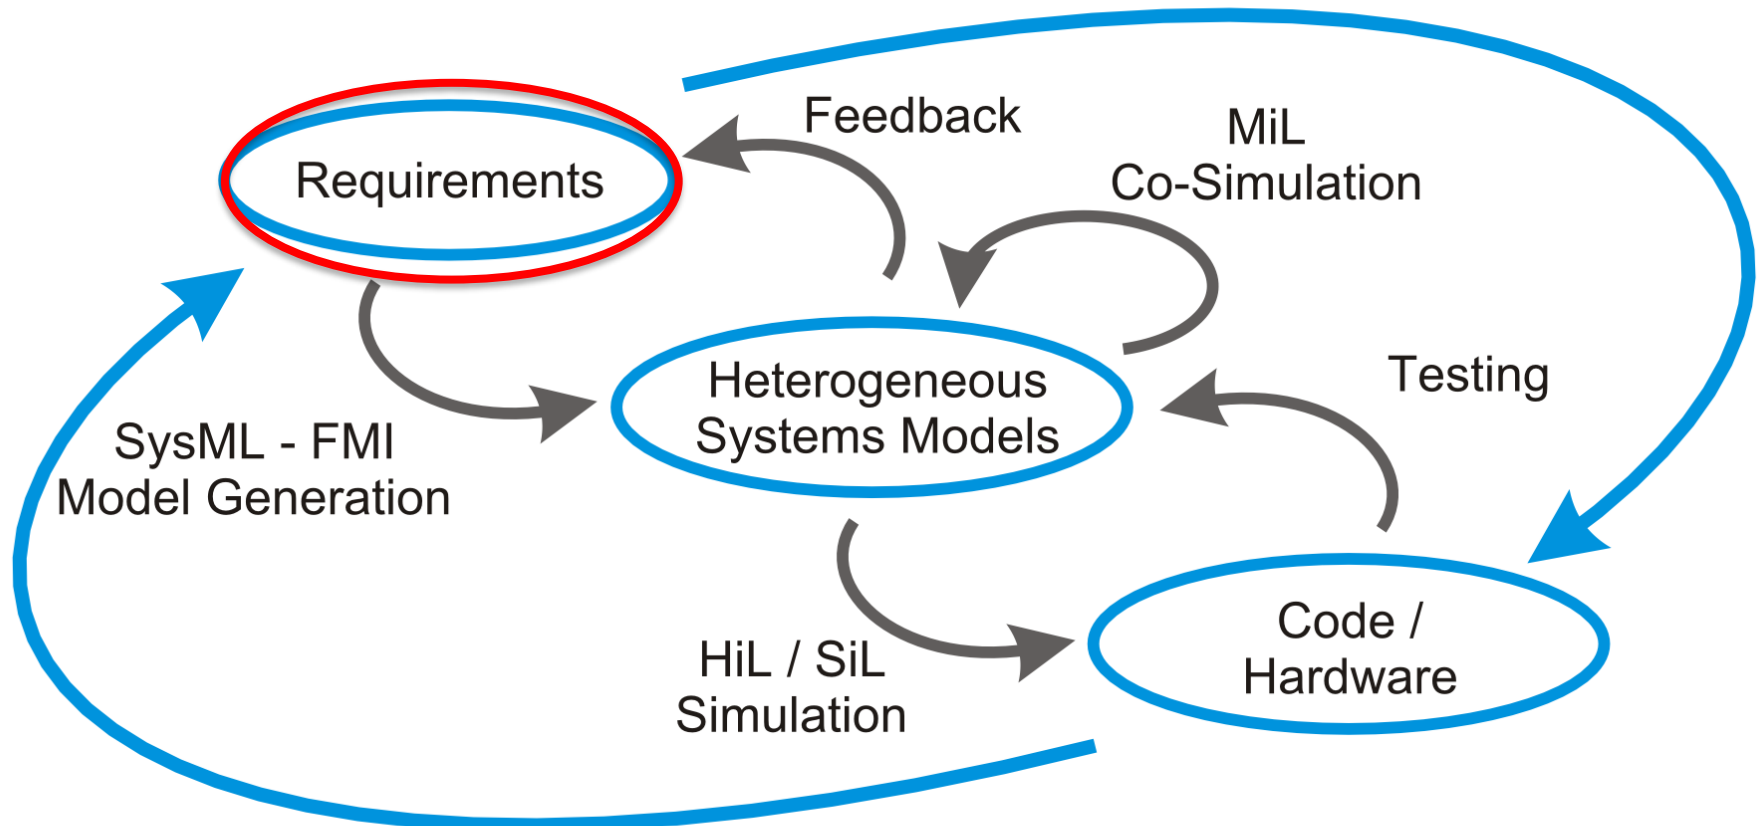 Feedback
MiL
Co-Simulation
Requirements
Heterogeneous
Systems Models
Testing
SysML - FMI
Model Generation
Code /
Hardware
HiL / SiL
Simulation